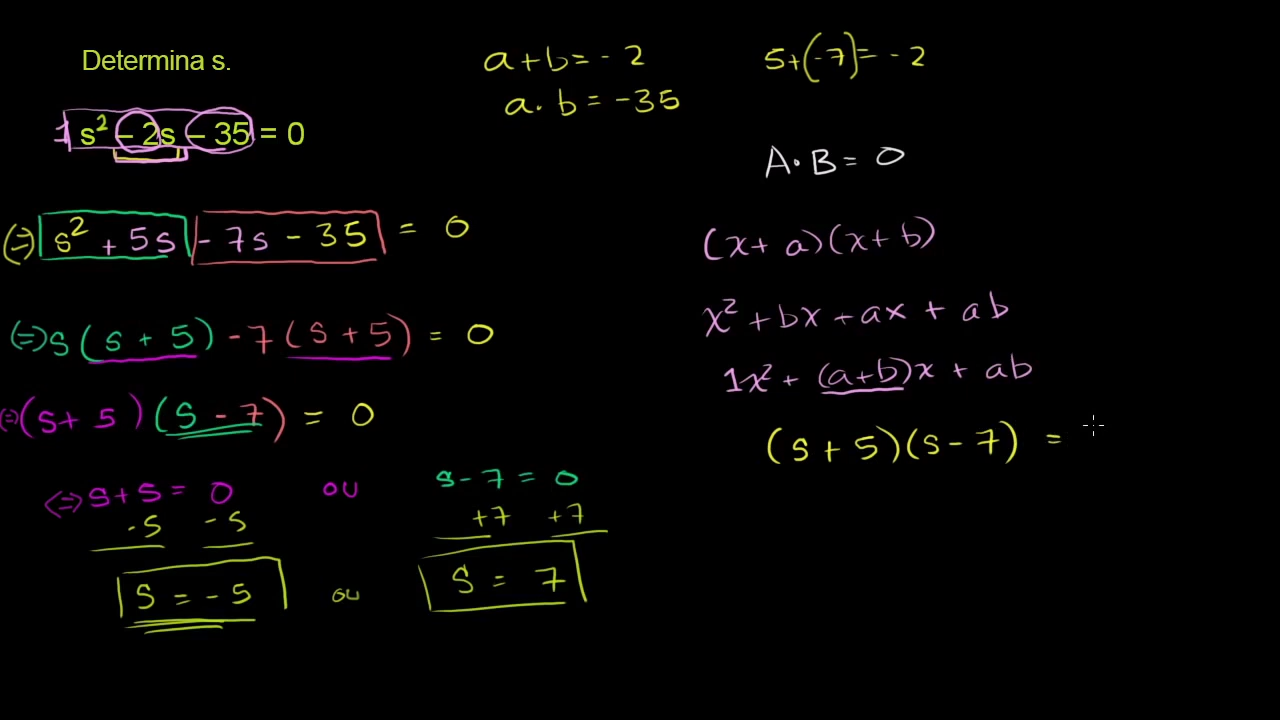 Determina s.
1s² – 2s – 35 = 0
(=) s² + 5s - 7s - 35 = 0
(=) s(s + 5) - 7(s + 5) = 0
(=) (s + 5)(s - 7) = 0
<=> s + 5 = 0 ou s - 7 = 0
-5 -5 +7 +7
s = -5 ou s = 7
a + b = -2
a · b = -35
5 + (-7) = -2
A · B = 0
(x + a)(x + b)
x² + bx + ax + ab
1x² + (a+b)x + ab
(s + 5)(s - 7) =